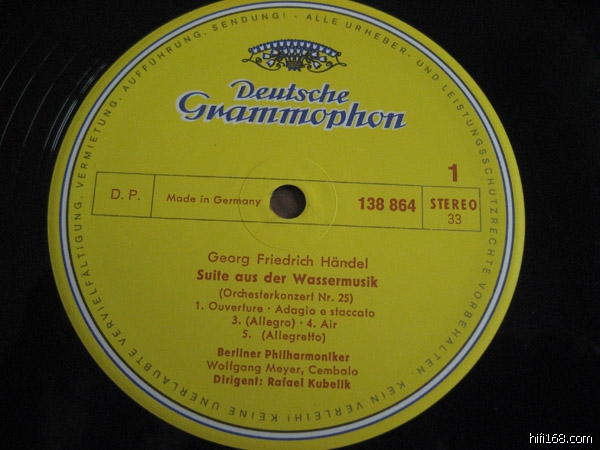 KEINE UNERLAUBTE VERVIELFÄLTIGUNG, VERMIETUNG, AUFFÜHRUNG, SENDUNG! · ALLE URHEBER- UND LEISTUNGSSCHUTZRECHTE VORBEHALTEN · KEIN VERLEIH!
Deutsche
Grammophon
1
D. P.
Made in Germany
138 864
STEREO
33
Georg Friedrich Händel
Suite aus der Wassermusik
(Orchesterkonzert Nr. 25)
1. Ouverture · Adagio e staccato
3. (Allegro) · 4. Air
5. (Allegretto)
Berliner Philharmoniker
Wolfgang Meyer, Cembalo
Dirigent: Rafael Kubelik
hifi168.com